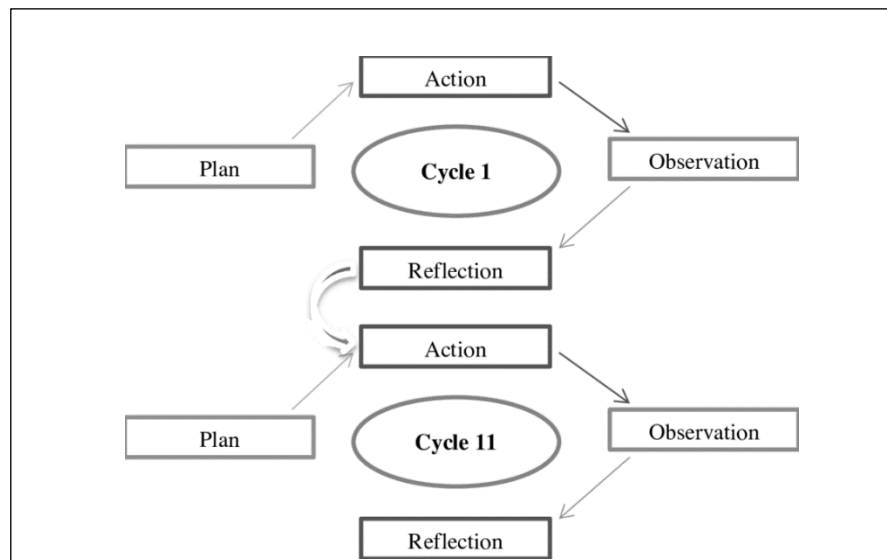 Action
Plan
Observation
Cycle 1
Reflection
Action
Plan
Observation
Cycle 11
Reflection